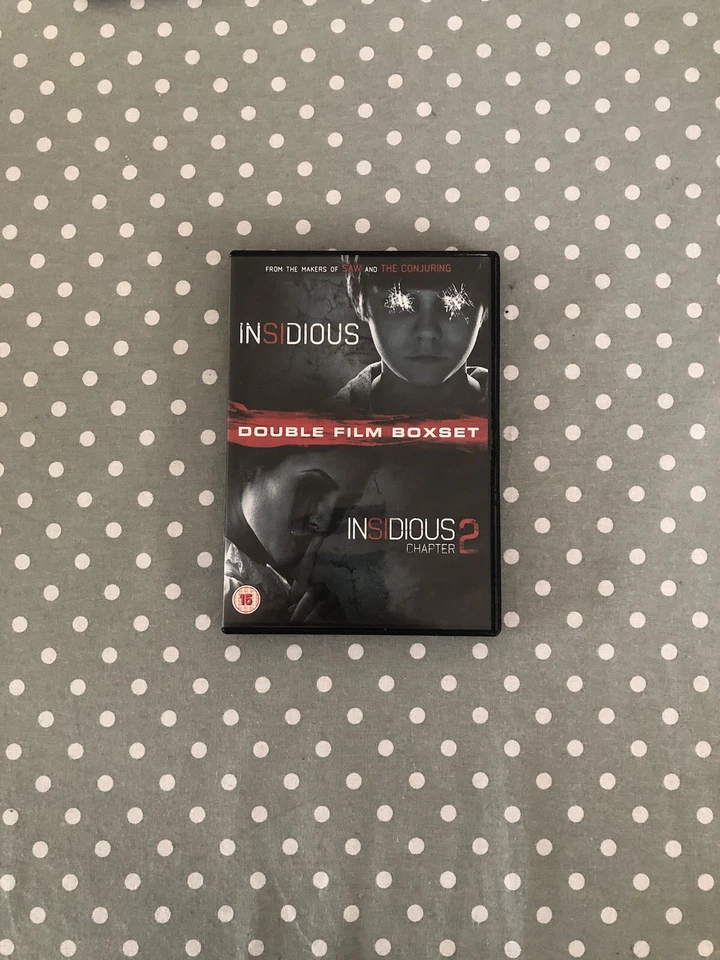 FROM THE MAKERS OF SAW AND THE CONJURING
INSIDIOUS
DOUBLE FILM BOXSET
INSIDIOUS 2
CHAPTER
15